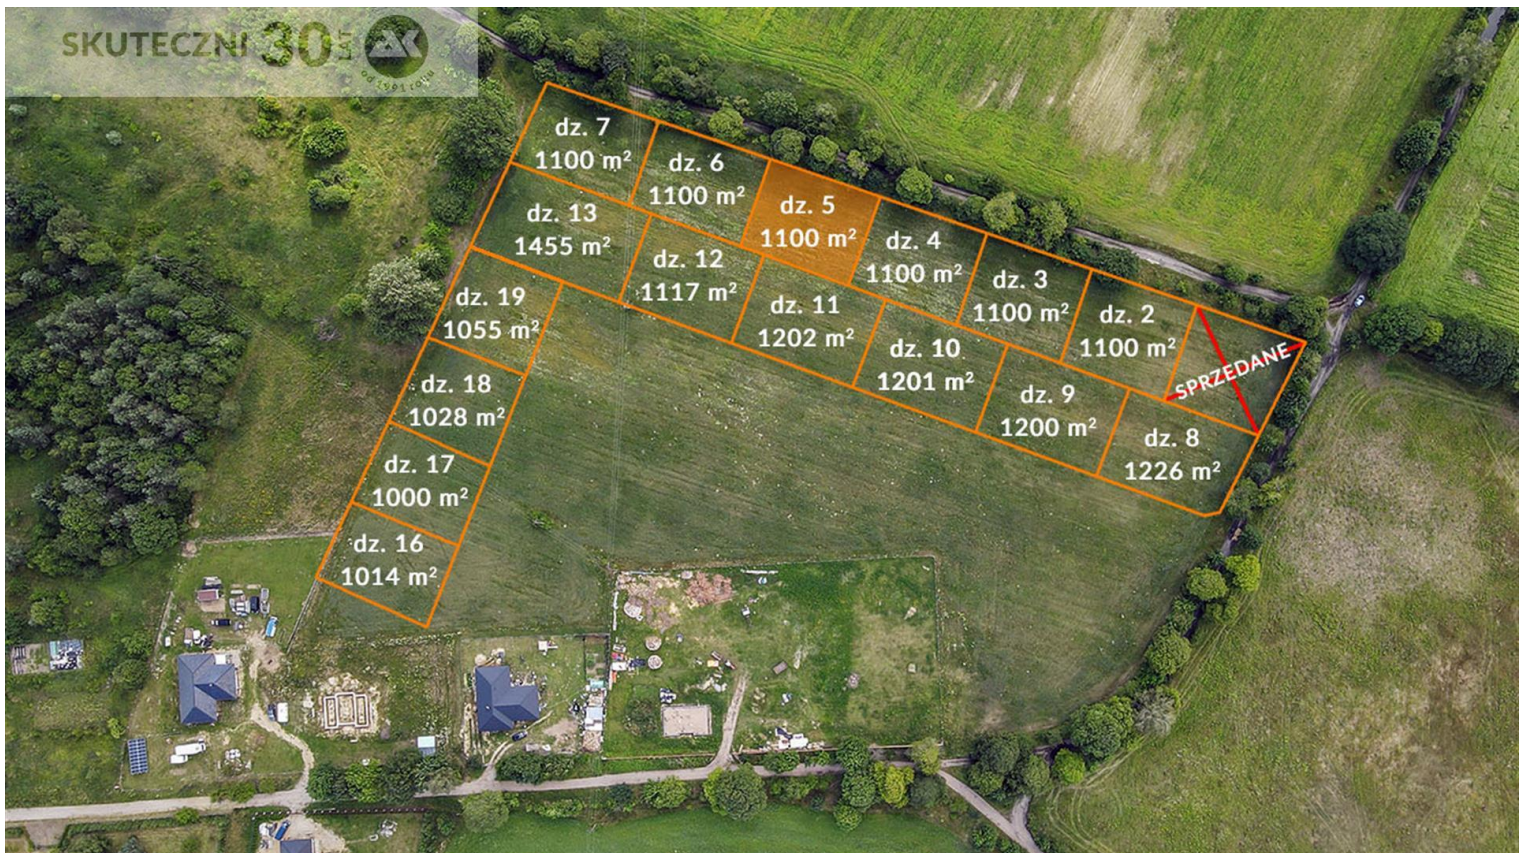 SKUTECZNI 30 LAT AK
dz. 7
1100 m²
dz. 6
1100 m²
dz. 5
1100 m²
dz. 4
1100 m²
dz. 3
1100 m²
dz. 2
1100 m²
SPRZEDANE
dz. 13
1455 m²
dz. 12
1117 m²
dz. 11
1202 m²
dz. 10
1201 m²
dz. 9
1200 m²
dz. 8
1226 m²
dz. 19
1055 m²
dz. 18
1028 m²
dz. 17
1000 m²
dz. 16
1014 m²